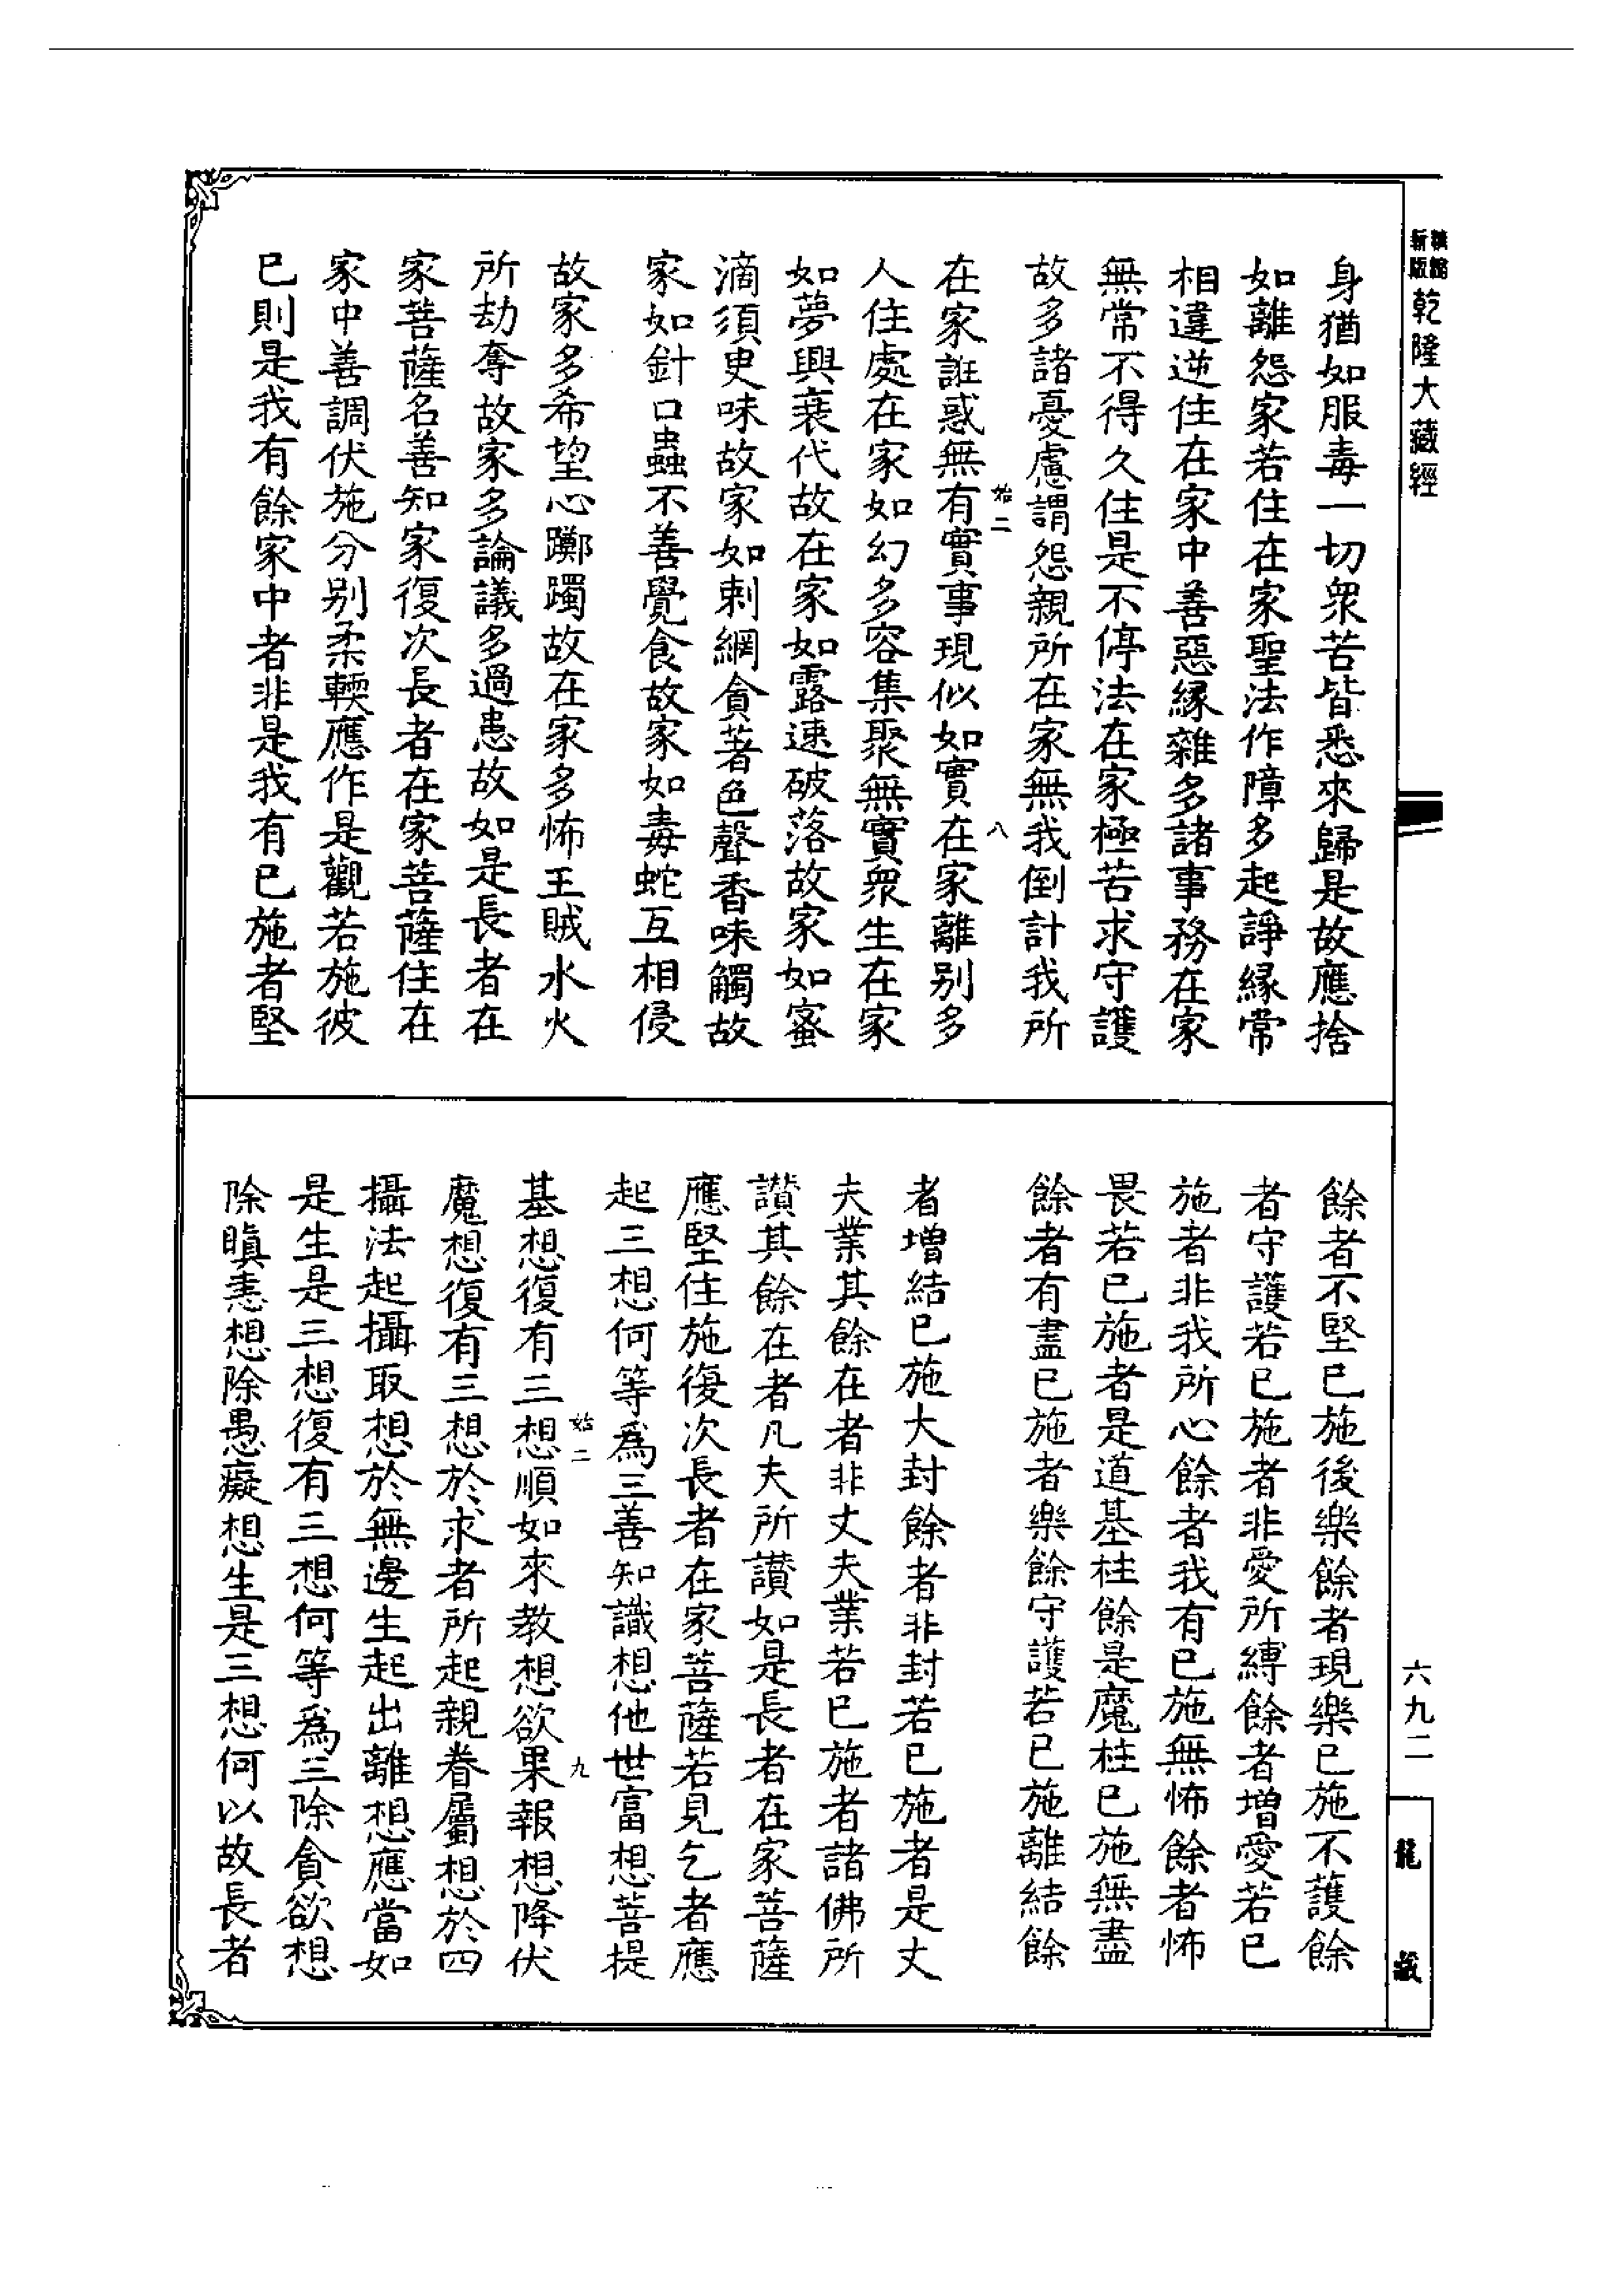 新版乾隆大藏經
身猶如服毒一切衆苦皆悉來歸是故應捨
如離怨家若住在家聖法作障多起諍縁常
相違逆住在家中善惡縁雜多諸事務在家
無常不得久住是不停法在家極苦求守護
故多諸憂慮謂怨親所在家無我倒計我所
始二
八
在家誑惑無有實事現似如實在家離别多
人住處在家如幻多容集聚無實衆生在家
如夢興衰代故在家如露速破落故家如蜜
滴須臾味故家如刺網貪著色聲香味觸故
家如針口蟲不善覺食故家如毒蛇互相侵
故家多希望心躑躅故在家多怖王賊水火
所劫奪故家多論議多過患故如是長者在
家菩薩名善知家復次長者在家菩薩住在
家中善調伏施分别柔輭應作是觀若施彼
已則是我有餘家中者非是我有已施者堅
餘者不堅已施後樂餘者現樂已施不護餘
者守護若已施者非愛所縛餘者增愛若已
施者非我所心餘者我有已施無怖餘者怖
畏若已施者是道基柱餘是魔柱已施無盡
餘者有盡已施者樂餘守護若已施離結餘
者增結已施大封餘者非封若已施者是丈
夫業其餘在者非丈夫業若已施者諸佛所
讃其餘在者凡夫所讃如是長者在家菩薩
應堅住施復次長者在家菩薩若見乞者應
起三想何等爲三善知識想他世富想菩提
始二
九
基想復有三想順如來教想欲果報想降伏
魔想復有三想於求者所起親眷屬想於四
攝法起攝取想於無邊生起出離想應當如
是生是三想復有三想何等爲三除貪欲想
除瞋恚想除愚癡想生是三想何以故長者
六九二
龍藏